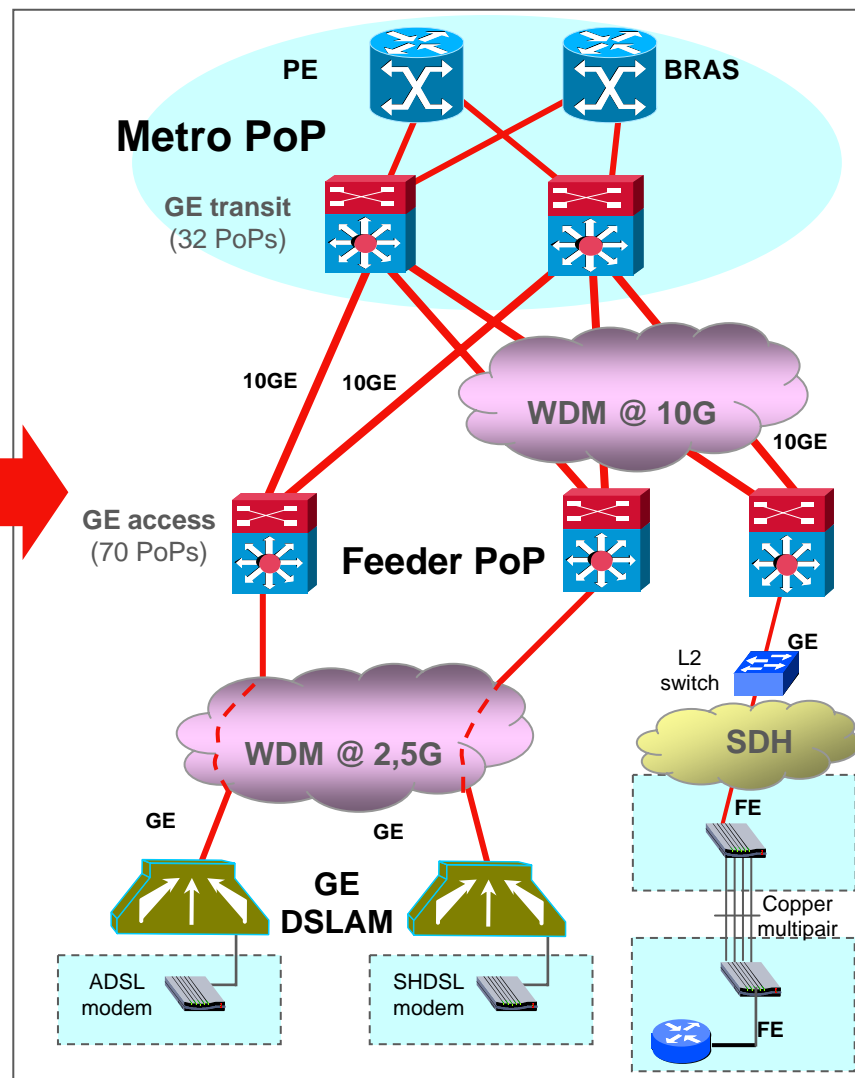 PE
BRAS
Metro PoP
GE transit
(32 PoPs)
10GE
10GE
WDM @ 10G
10GE
GE access
(70 PoPs)
Feeder PoP
GE
L2
switch
SDH
WDM @ 2,5G
GE
GE
FE
GE
DSLAM
Copper
multipair
ADSL
modem
SHDSL
modem
FE